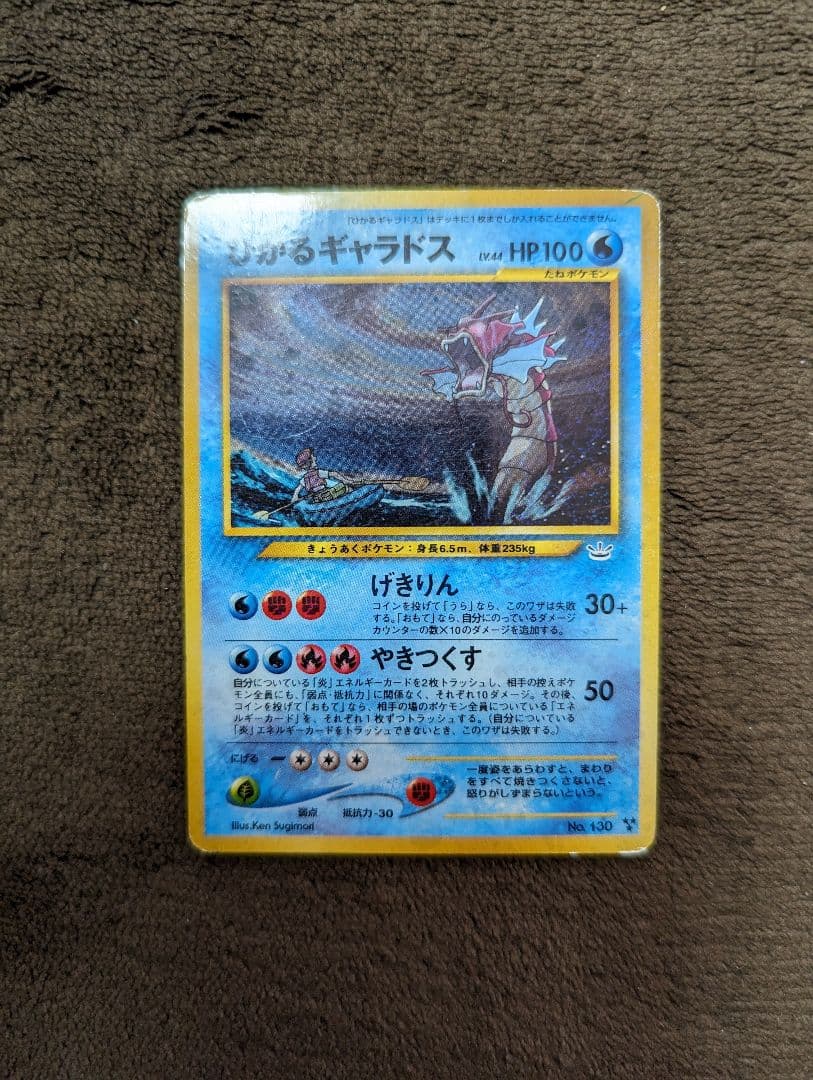 「ひかるギャラドス」はデッキに1枚までしか入れることができません。
ひかるギャラドス LV.44 HP100
たねポケモン
きょうあくポケモン：身長6.5m、体重235kg
げきりん
コインを投げて「うら」なら、このワザは失敗
する。「おもて」なら、自分にのっているダメージ
カウンターの数×10のダメージを追加する。
30+
やきつくす
自分についている「炎」エネルギーカードを2枚トラッシュし、相手の控えポケ
モン全員にも、「弱点・抵抗力」に関係なく、それぞれ10ダメージ。その後、
コインを投げて「おもて」なら、相手の場のポケモン全員についている「エネ
ルギーカード」を、それぞれ1枚ずつトラッシュする。（自分についている
「炎」エネルギーカードをトラッシュできないとき、このワザは失敗。）
50
にげる
弱点 抵抗力 -30
一度姿をあらわすと、まわり
をすべて焼きつくさないと、
怒りがしずまらないという。
Illus.Ken Sugimori
No. 130